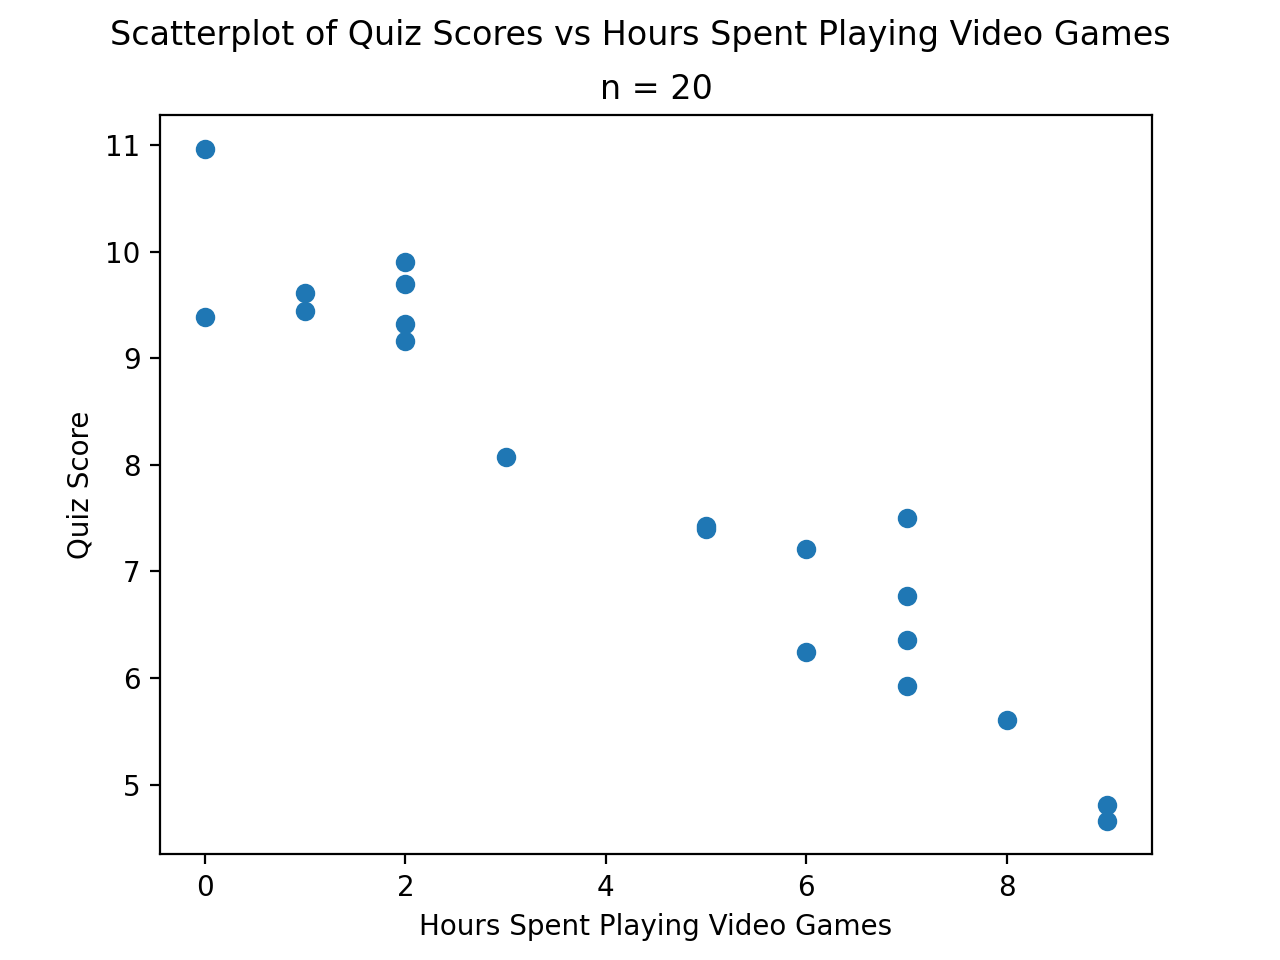 Scatterplot of Quiz Scores vs Hours Spent Playing Video Games
n = 20
11
10
9
8
7
6
5
Quiz Score
0 2 4 6 8
Hours Spent Playing Video Games